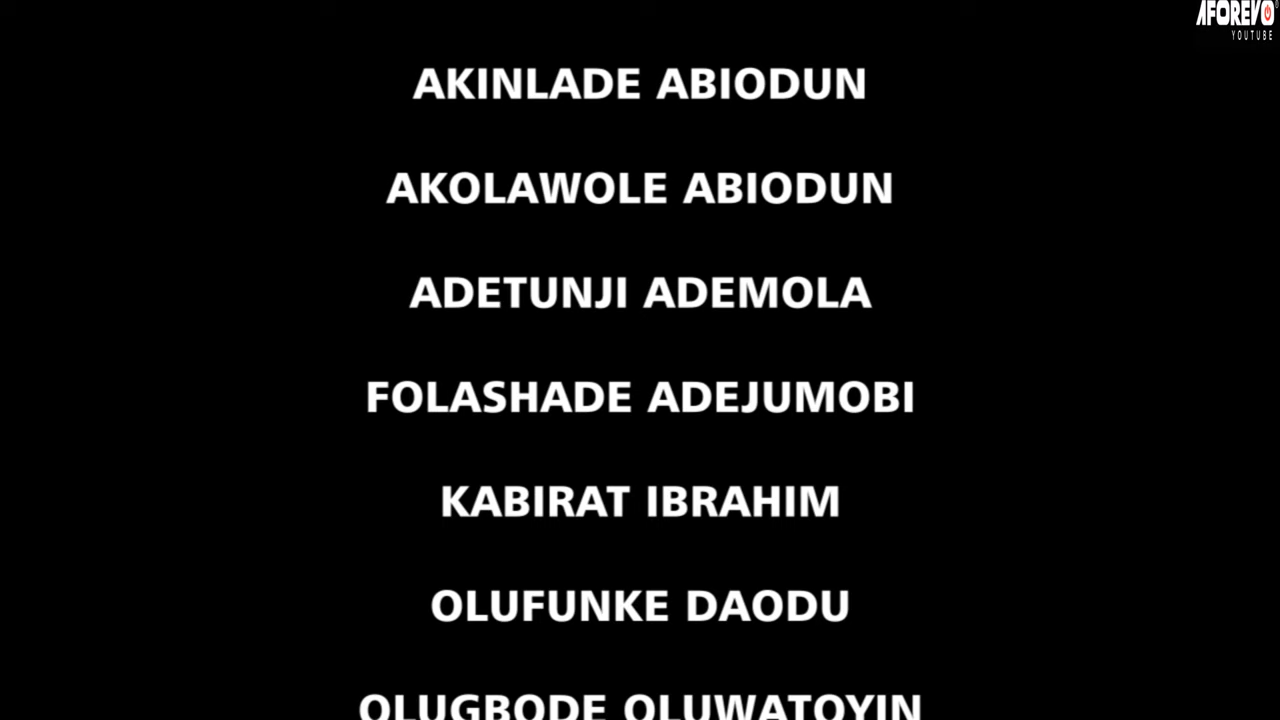 AFOREVO
YOUTUBE
AKINLADE ABIODUN
AKOLAWOLE ABIODUN
ADETUNJI ADEMOLA
FOLASHADE ADEJUMOBI
KABIRAT IBRAHIM
OLUFUNKE DAODU
OLUGBODE OLUWATOYIN